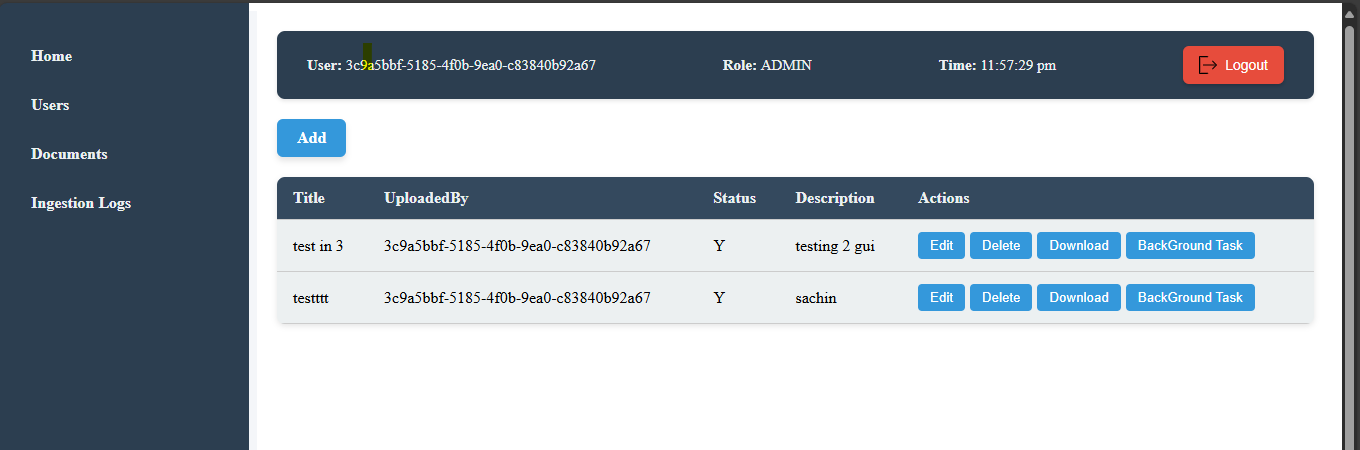 Home
Users
Documents
Ingestion Logs
User: 3c9a5bbf-5185-4f0b-9ea0-c83840b92a67 Role: ADMIN Time: 11:57:29 pm Logout
Add
Title UploadedBy Status Description Actions
test in 3 3c9a5bbf-5185-4f0b-9ea0-c83840b92a67 Y testing 2 gui Edit Delete Download BackGround Task
testttt 3c9a5bbf-5185-4f0b-9ea0-c83840b92a67 Y sachin Edit Delete Download BackGround Task